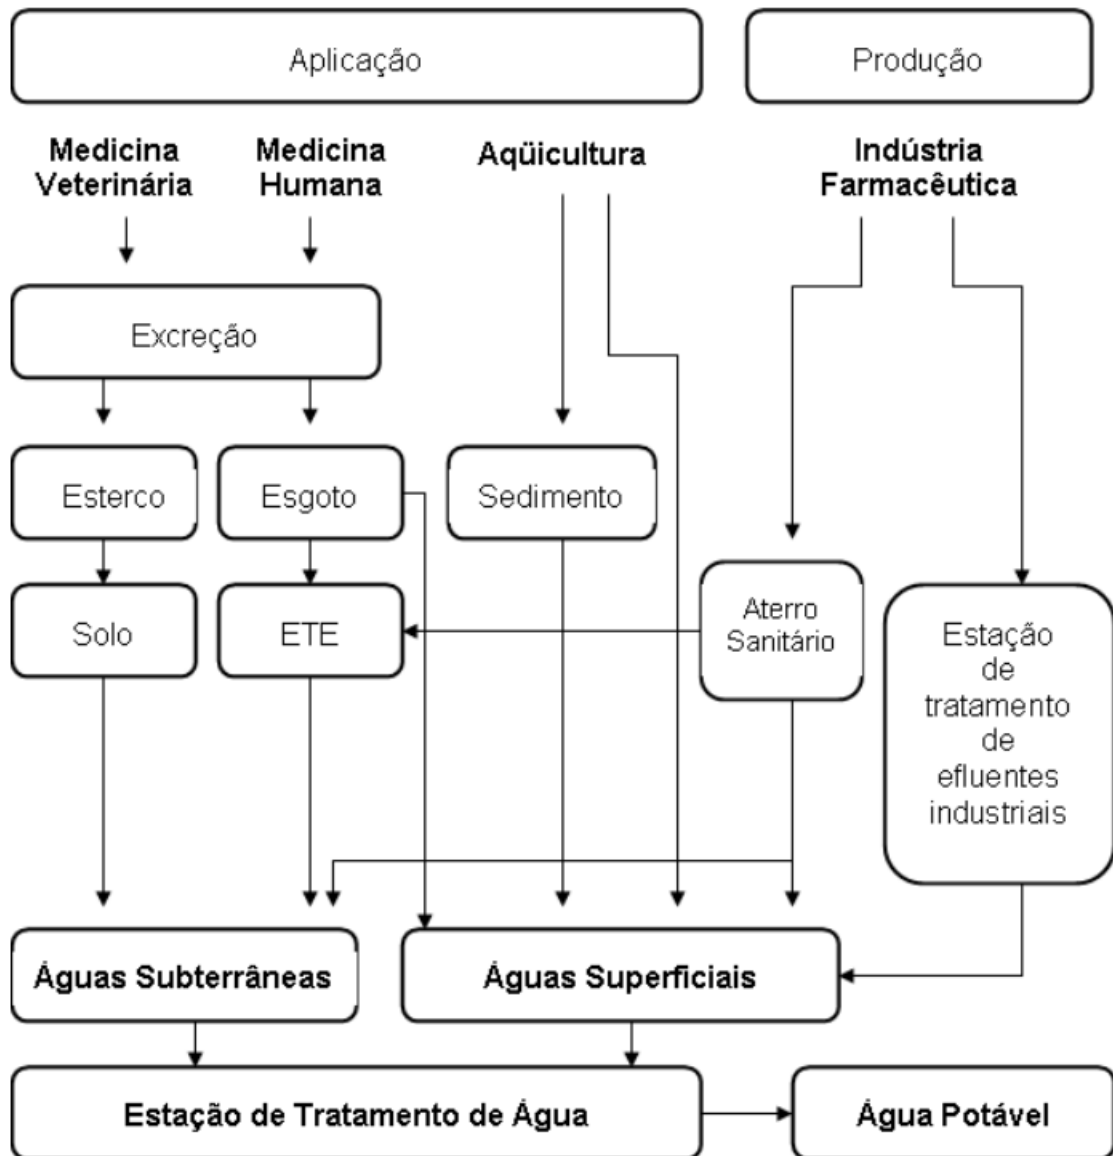 Aplicação
Produção
Medicina
Veterinária
Medicina
Humana
Aqüicultura
Indústria
Farmacêutica
Excreção
Esterco
Esgoto
Sedimento
Solo
ETE
Aterro
Sanitário
Estação
de
tratamento
de
efluentes
industriais
Águas Subterrâneas
Águas Superficiais
Estação de Tratamento de Água
Água Potável